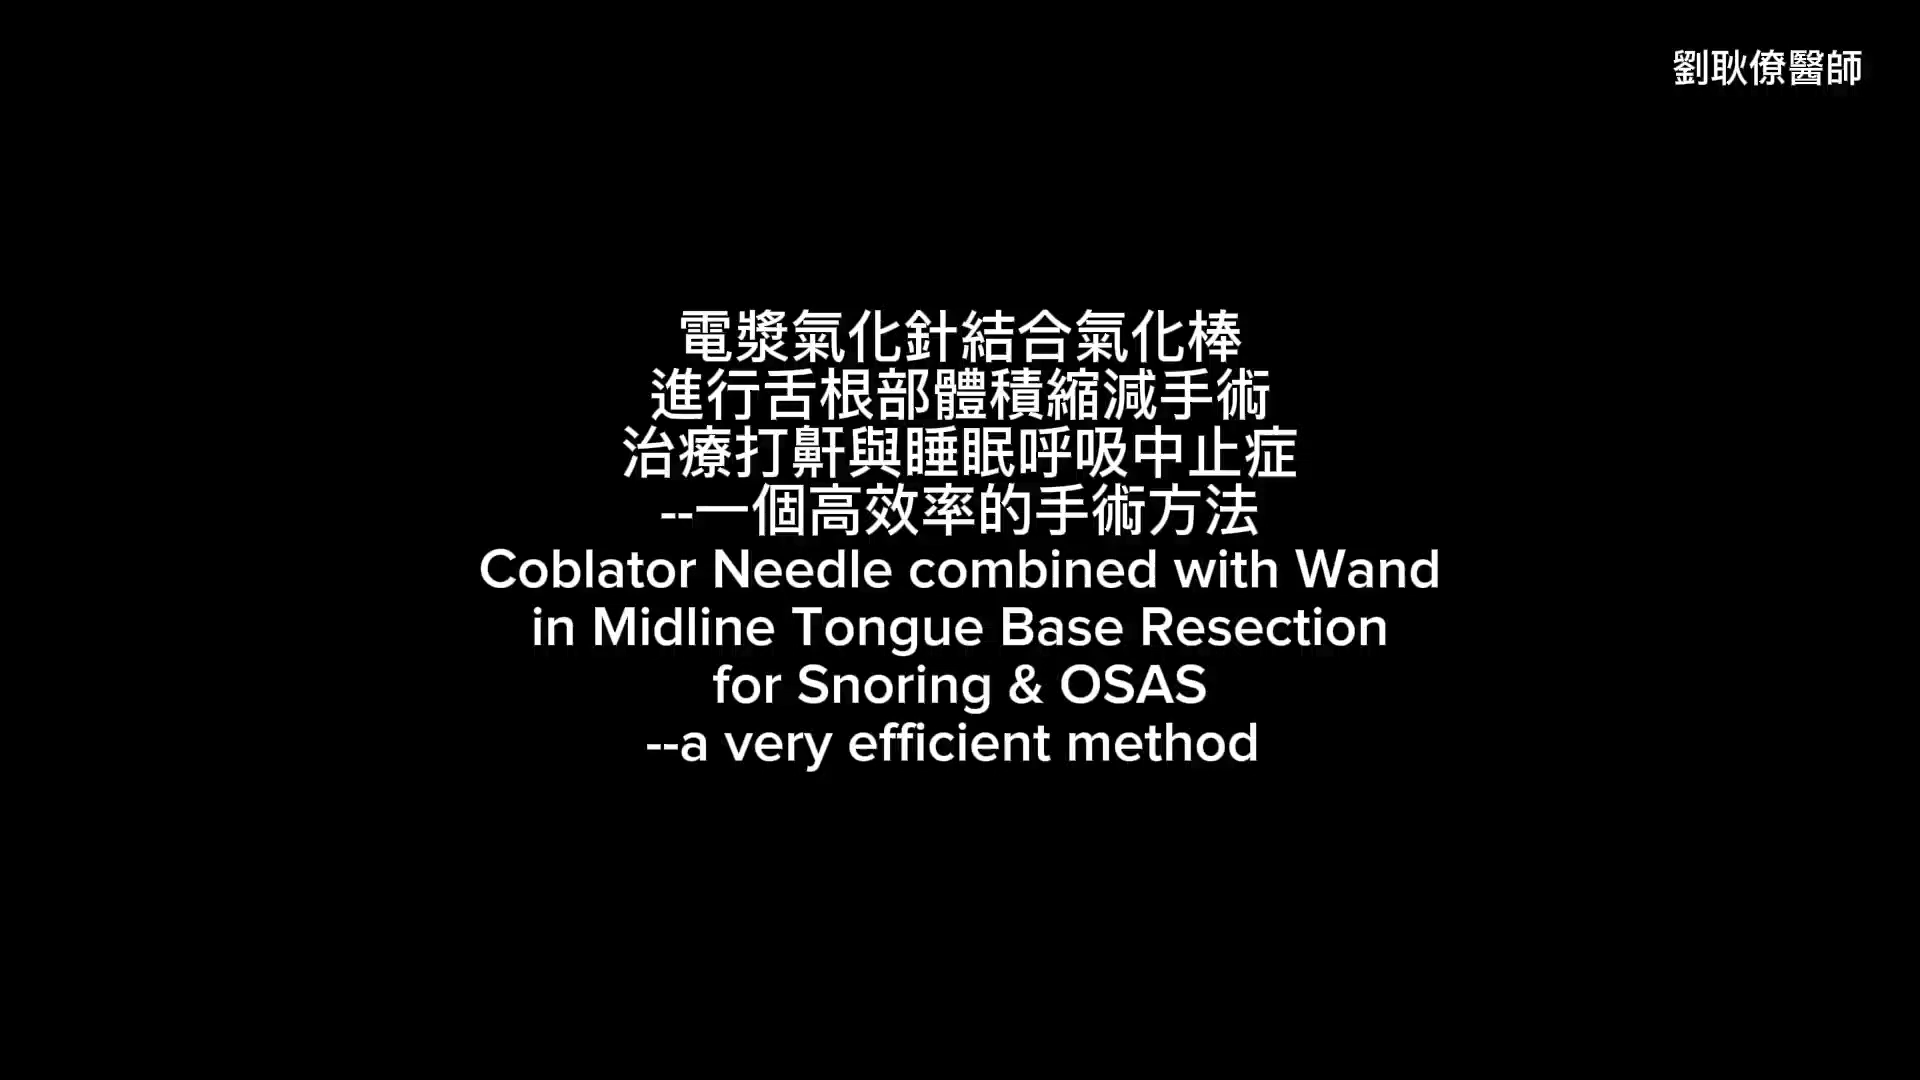 劉耿僚醫師
電漿氣化針結合氣化棒
進行舌根部體積縮減手術
治療打鼾與睡眠呼吸中止症
--一個高效率的手術方法
Coblator Needle combined with Wand
in Midline Tongue Base Resection
for Snoring & OSAS
--a very efficient method